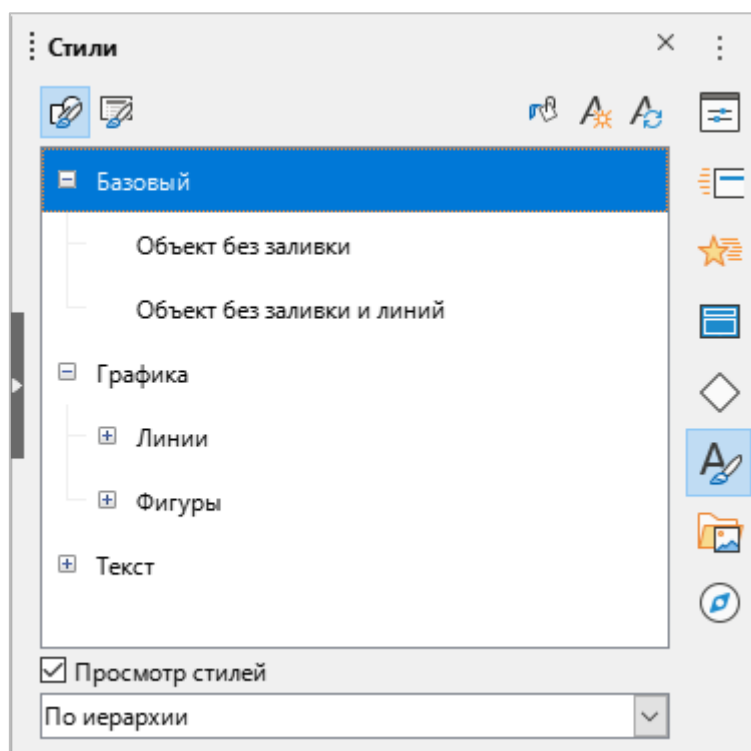 Стили
Базовый
Объект без заливки
Объект без заливки и линий
Графика
Линии
Фигуры
Текст
Просмотр стилей
По иерархии